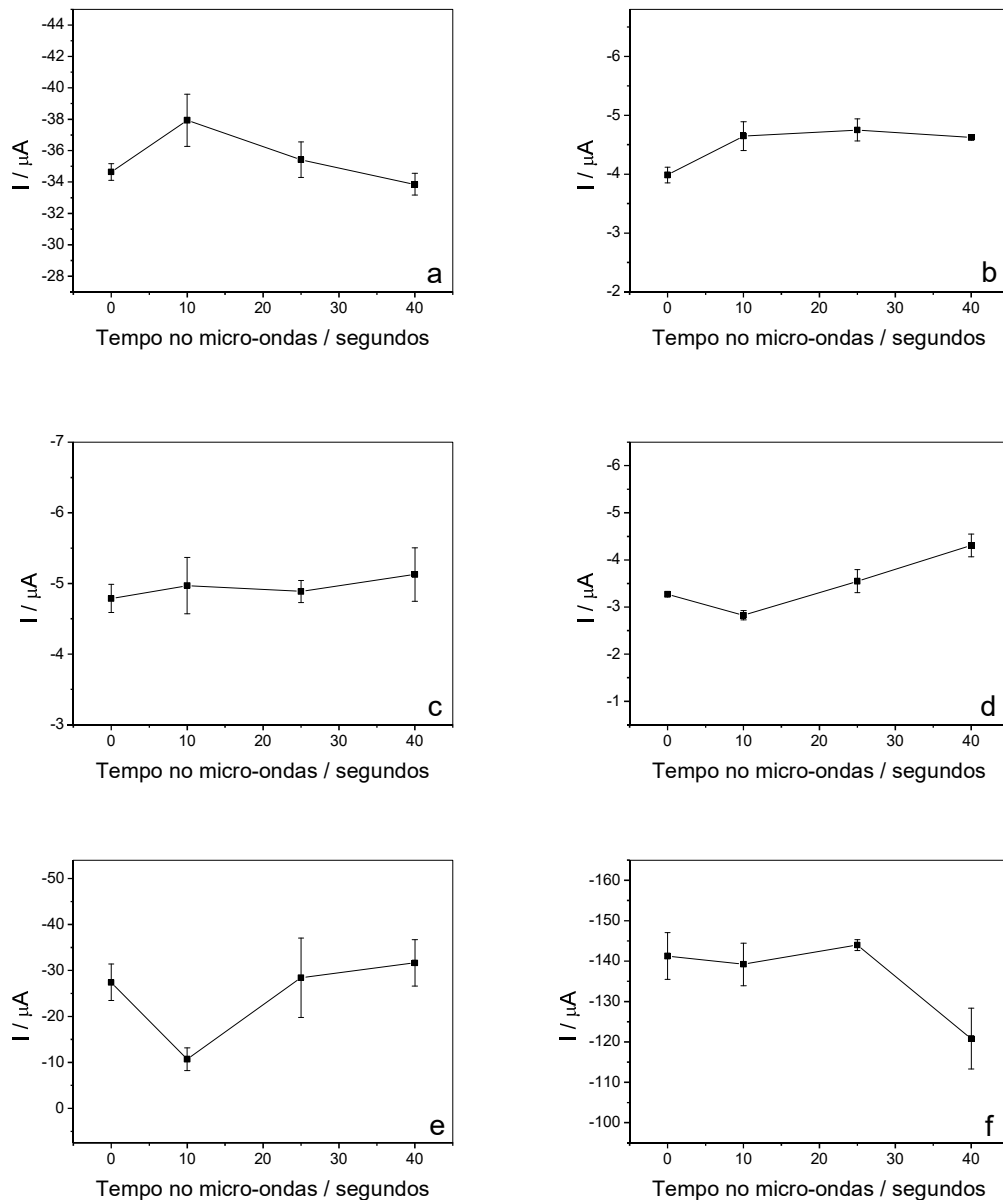 -44
-42
-40
-38
-36
-34
-32
-30
-28
I / μA
a
0 10 20 30 40
Tempo no micro-ondas / segundos
-6
-5
-4
-3
-2
I / μA
b
0 10 20 30 40
Tempo no micro-ondas / segundos
-7
-6
-5
-4
-3
I / μA
c
0 10 20 30 40
Tempo no micro-ondas / segundos
-6
-5
-4
-3
-2
-1
I / μA
d
0 10 20 30 40
Tempo no micro-ondas / segundos
-50
-40
-30
-20
-10
0
I / μA
e
0 10 20 30 40
Tempo no micro-ondas / segundos
-160
-150
-140
-130
-120
-110
-100
I / μA
f
0 10 20 30 40
Tempo no micro-ondas / segundos